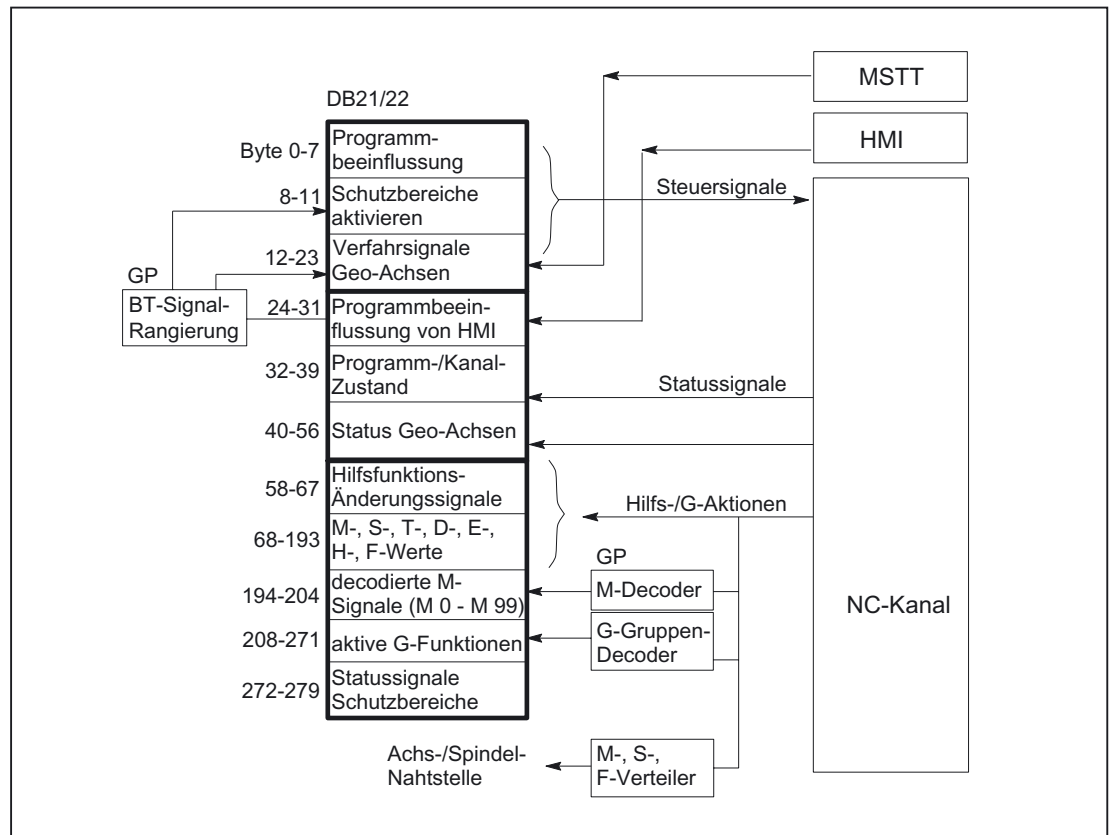 MSTT
DB21/22
HMI
Byte 0-7
Programm-
beeinflussung
Steuersignale
8-11
Schutzbereiche
aktivieren
12-23
Verfahrsignale
Geo-Achsen
GP
BT-Signal-
Rangierung
24-31
Programmbeein-
flussung von HMI
32-39
Programm-/Kanal-
Zustand
Statussignale
40-56
Status Geo-Achsen
58-67
Hilfsfunktions-
Änderungssignale
Hilfs-/G-Aktionen
68-193
M-, S-, T-, D-, E-,
H-, F-Werte
GP
194-204
decodierte M-
Signale (M 0 - M 99)
M-Decoder
NC-Kanal
208-271
aktive G-Funktionen
G-Gruppen-
Decoder
272-279
Statussignale
Schutzbereiche
Achs-/Spindel-
Nahtstelle
M-, S-,
F-Verteiler